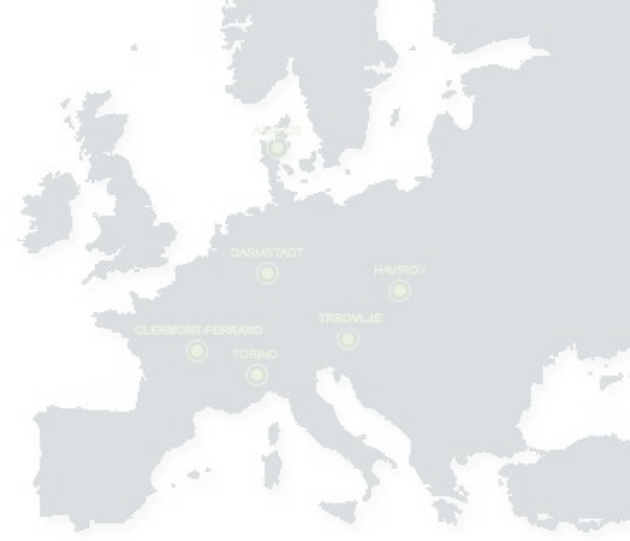 DARMSTADT
HAVIROV
TRBOVLJE
CLERMONT-FERRAND
TORINO